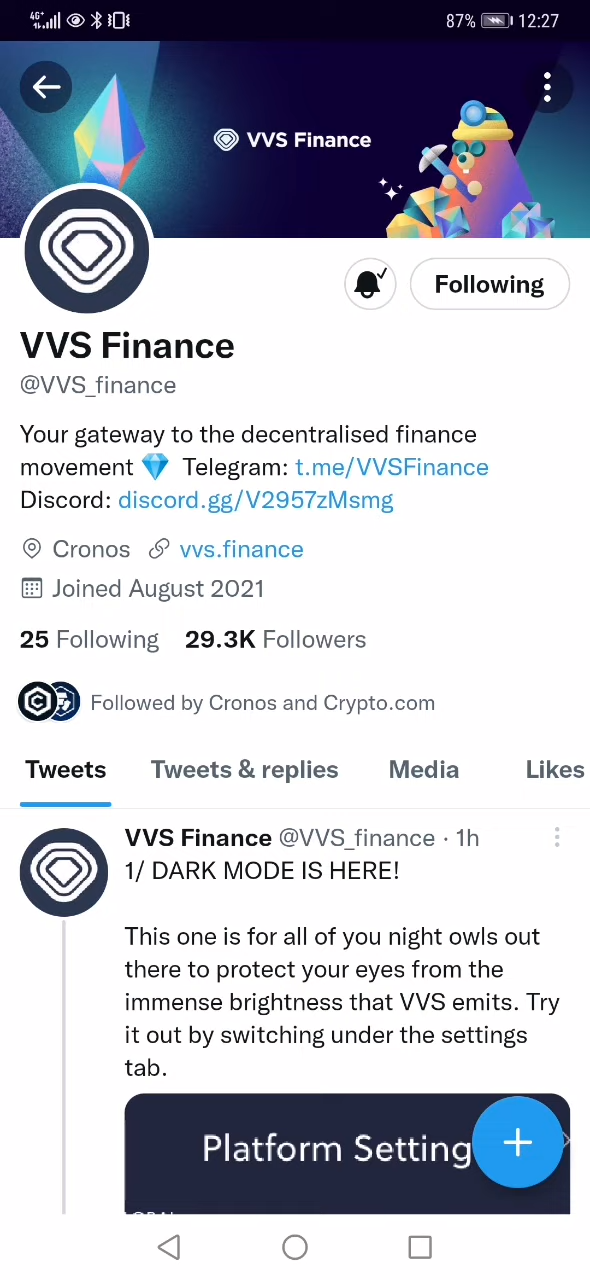 4G+ 87% 12:27
VVS Finance
Following
VVS Finance
@VVS_finance
Your gateway to the decentralised finance
movement 💎 Telegram: t.me/VVSFinance
Discord: discord.gg/V2957zMsmg
Cronos vvs.finance
Joined August 2021
25 Following 29.3K Followers
Followed by Cronos and Crypto.com
Tweets Tweets & replies Media Likes
VVS Finance @VVS_finance · 1h
1/ DARK MODE IS HERE!
This one is for all of you night owls out
there to protect your eyes from the
immense brightness that VVS emits. Try
it out by switching under the settings
tab.
Platform Setting